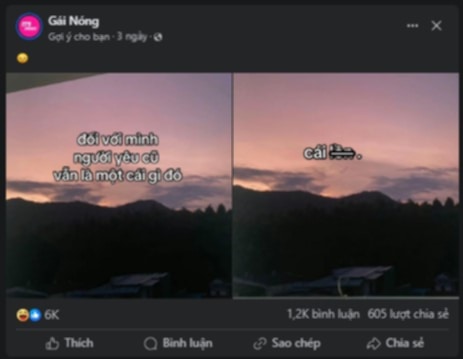 Gái Nóng
Gợi ý cho bạn · 3 ngày ·
đối với mình
người yêu cũ
vẫn là một cái gì đó
cái .
6K
1,2K bình luận 605 lượt chia sẻ
Thích
Bình luận
Sao chép
Chia sẻ